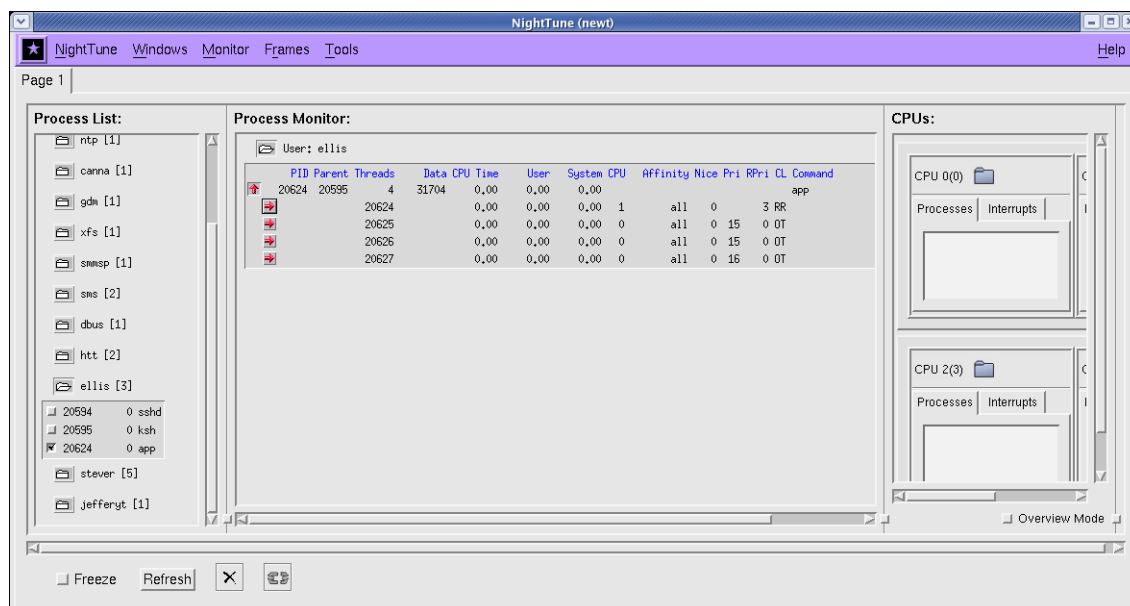 NightTune (newt)
NightTune Windows Monitor Frames Tools Help
Page 1
Process List:
ntp [1]
canna [1]
gdm [1]
xfs [1]
smmsp [1]
sms [2]
dbus [1]
htt [2]
ellis [3]
20594 0 sshd
20595 0 ksh
20624 0 app
stever [5]
jefferyt [1]
Process Monitor:
User: ellis
PID Parent Threads Data CPU Time User System CPU Affinity Nice Pri RPri CL Command
20624 20595 4 31704 0.00 0.00 0.00 app
20624 0.00 0.00 0.00 1 all 0 3 RR
20625 0.00 0.00 0.00 0 all 0 15 0 OT
20626 0.00 0.00 0.00 0 all 0 15 0 OT
20627 0.00 0.00 0.00 0 all 0 16 0 OT
CPUs:
CPU 0(0)
Processes Interrupts
CPU 2(3)
Processes Interrupts
Overview Mode
Freeze Refresh